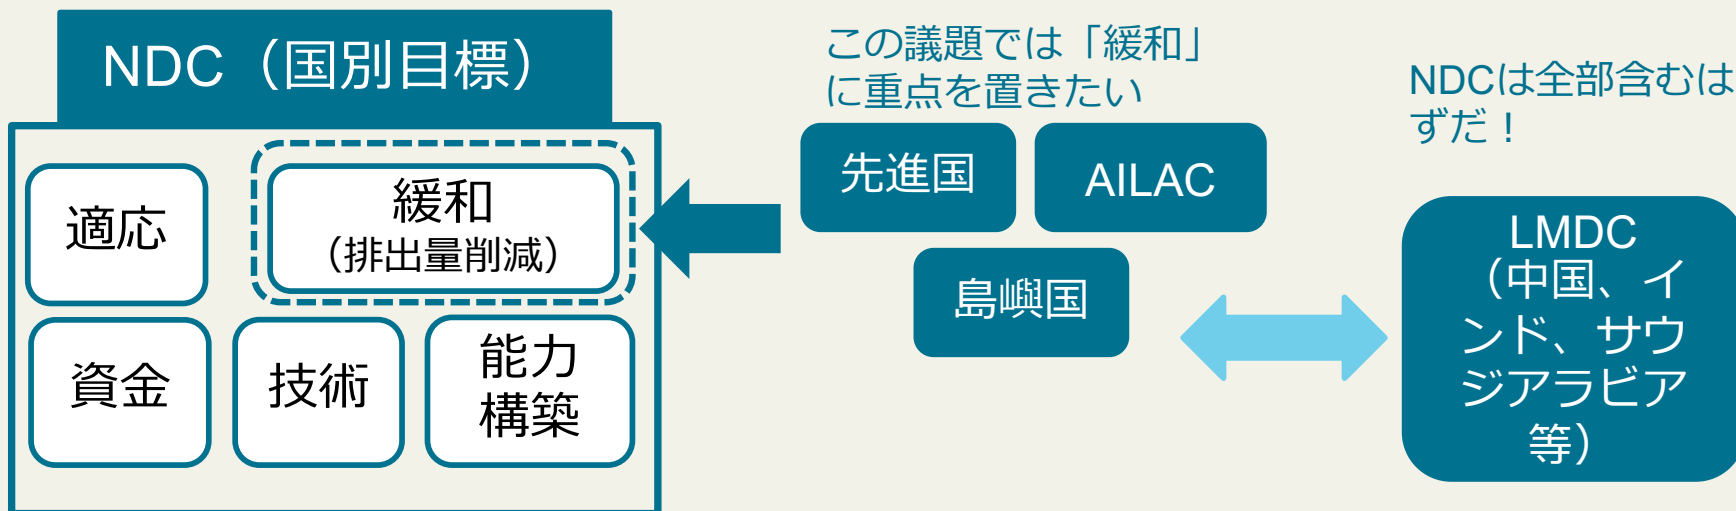 NDC（国別目標）
適応
緩和
（排出量削減）
資金
技術
能力
構築
この議題では「緩和」
に重点を置きたい
先進国
AILAC
島嶼国
NDCは全部含むは
ずだ！
LMDC
（中国、イ
ンド、サウ
ジアラビア
等）